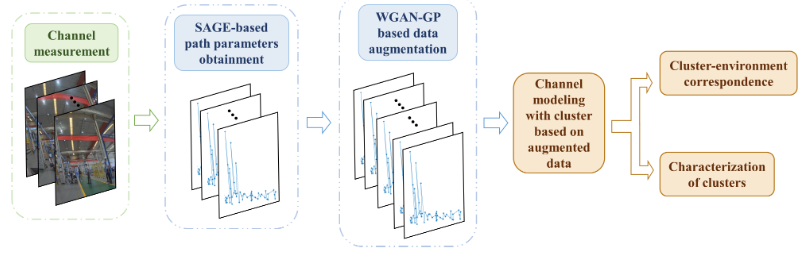 Channel
measurement
SAGE-based
path parameters
obtainment
WGAN-GP
based data
augmentation
Channel
modeling
with cluster
based on
augmented
data
Cluster-environment
correspondence
Characterization
of clusters